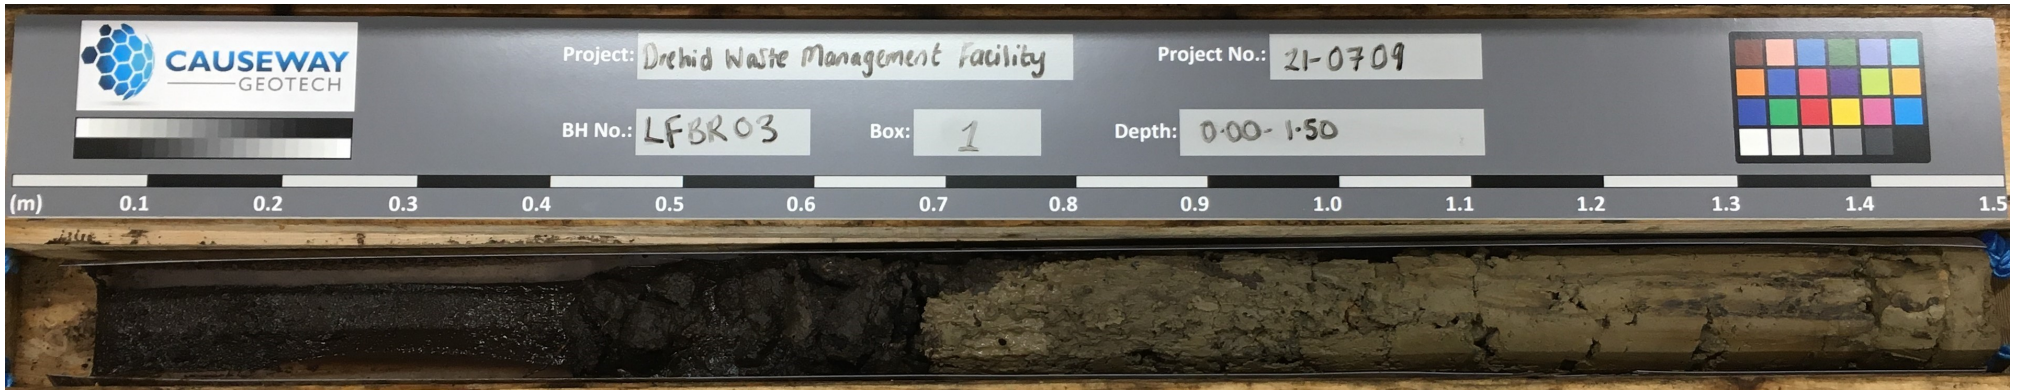 CAUSEWAY
GEOTECH
Project: Drehid Waste Management Facility
Project No.: 21-0709
BH No.: LFBR03
Box: 1
Depth: 0.00-1.50
(m) 0.1 0.2 0.3 0.4 0.5 0.6 0.7 0.8 0.9 1.0 1.1 1.2 1.3 1.4 1.5